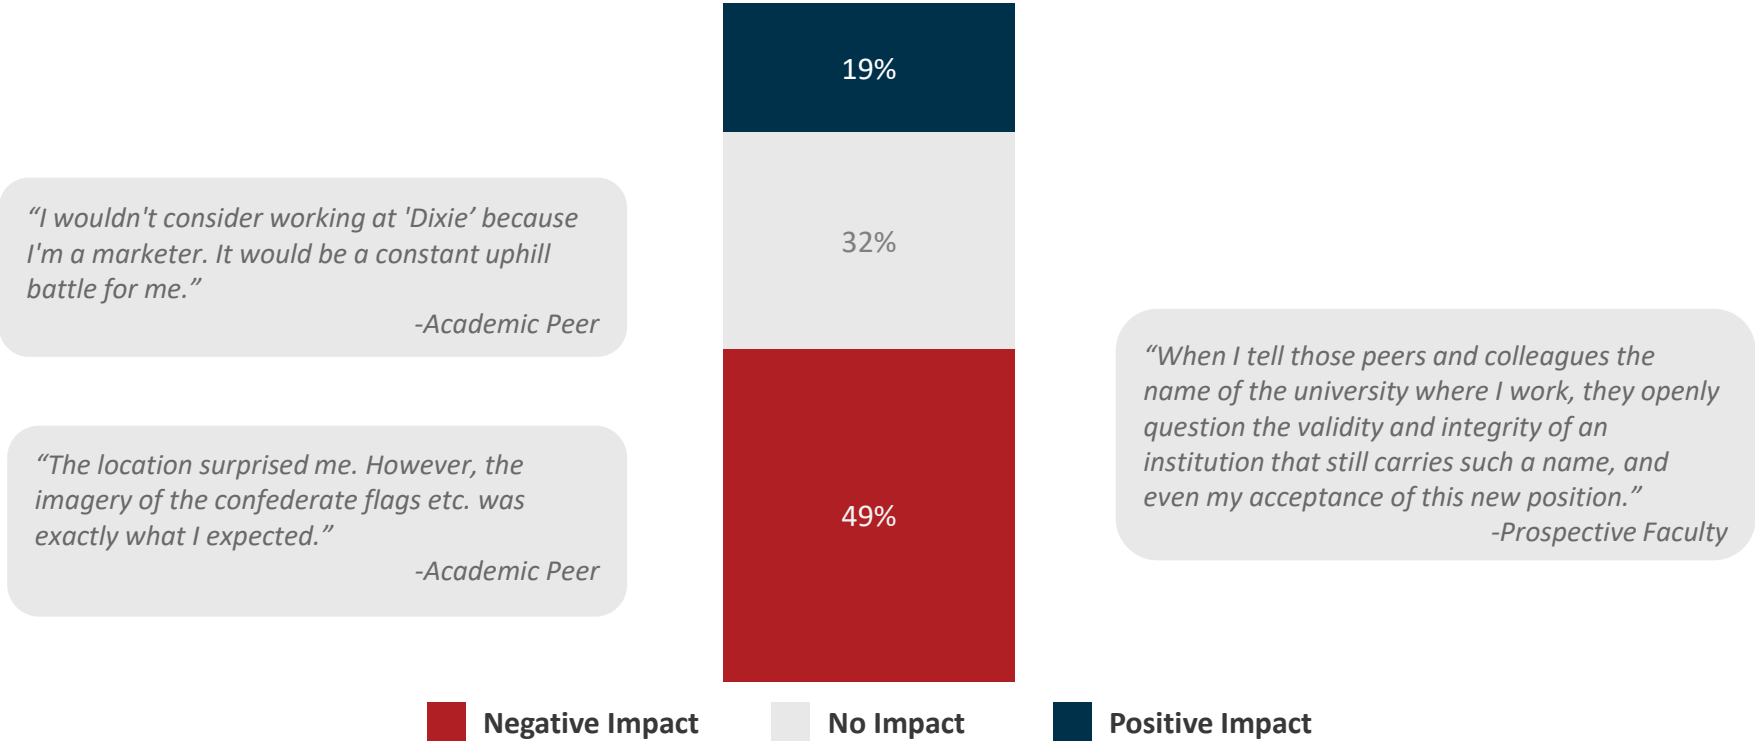 19%
“I wouldn't consider working at 'Dixie’ because
I'm a marketer. It would be a constant uphill
battle for me.”
-Academic Peer
32%
“When I tell those peers and colleagues the
name of the university where I work, they openly
question the validity and integrity of an
institution that still carries such a name, and
even my acceptance of this new position.”
-Prospective Faculty
“The location surprised me. However, the
imagery of the confederate flags etc. was
exactly what I expected.”
-Academic Peer
49%
Negative Impact
No Impact
Positive Impact